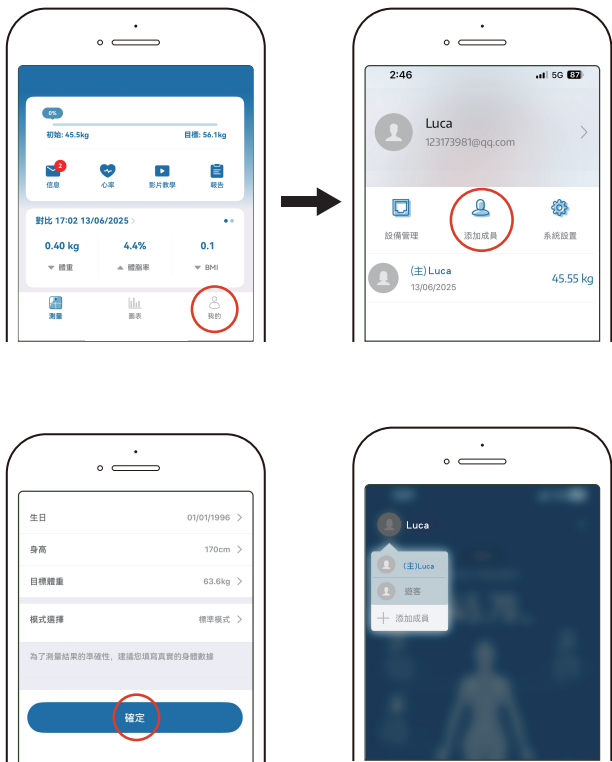 0%
初始: 45.5kg 目標: 56.1kg
2
信息 心率 影片教學 報告
對比 17:02 13/06/2025
0.40 kg 4.4% 0.1
體重 體脂率 BMI
測量 圖表 我的
2:46 5G 87
Luca
123173981@qq.com
設備管理 添加成員 系統設置
(主) Luca
13/06/2025 45.55 kg
生日 01/01/1996
身高 170cm
目標體重 63.6kg
模式選擇 標準模式
為了測量結果的準確性，建議您填寫真實的身體數據
確定
Luca
(主)Luca
遊客
添加成員